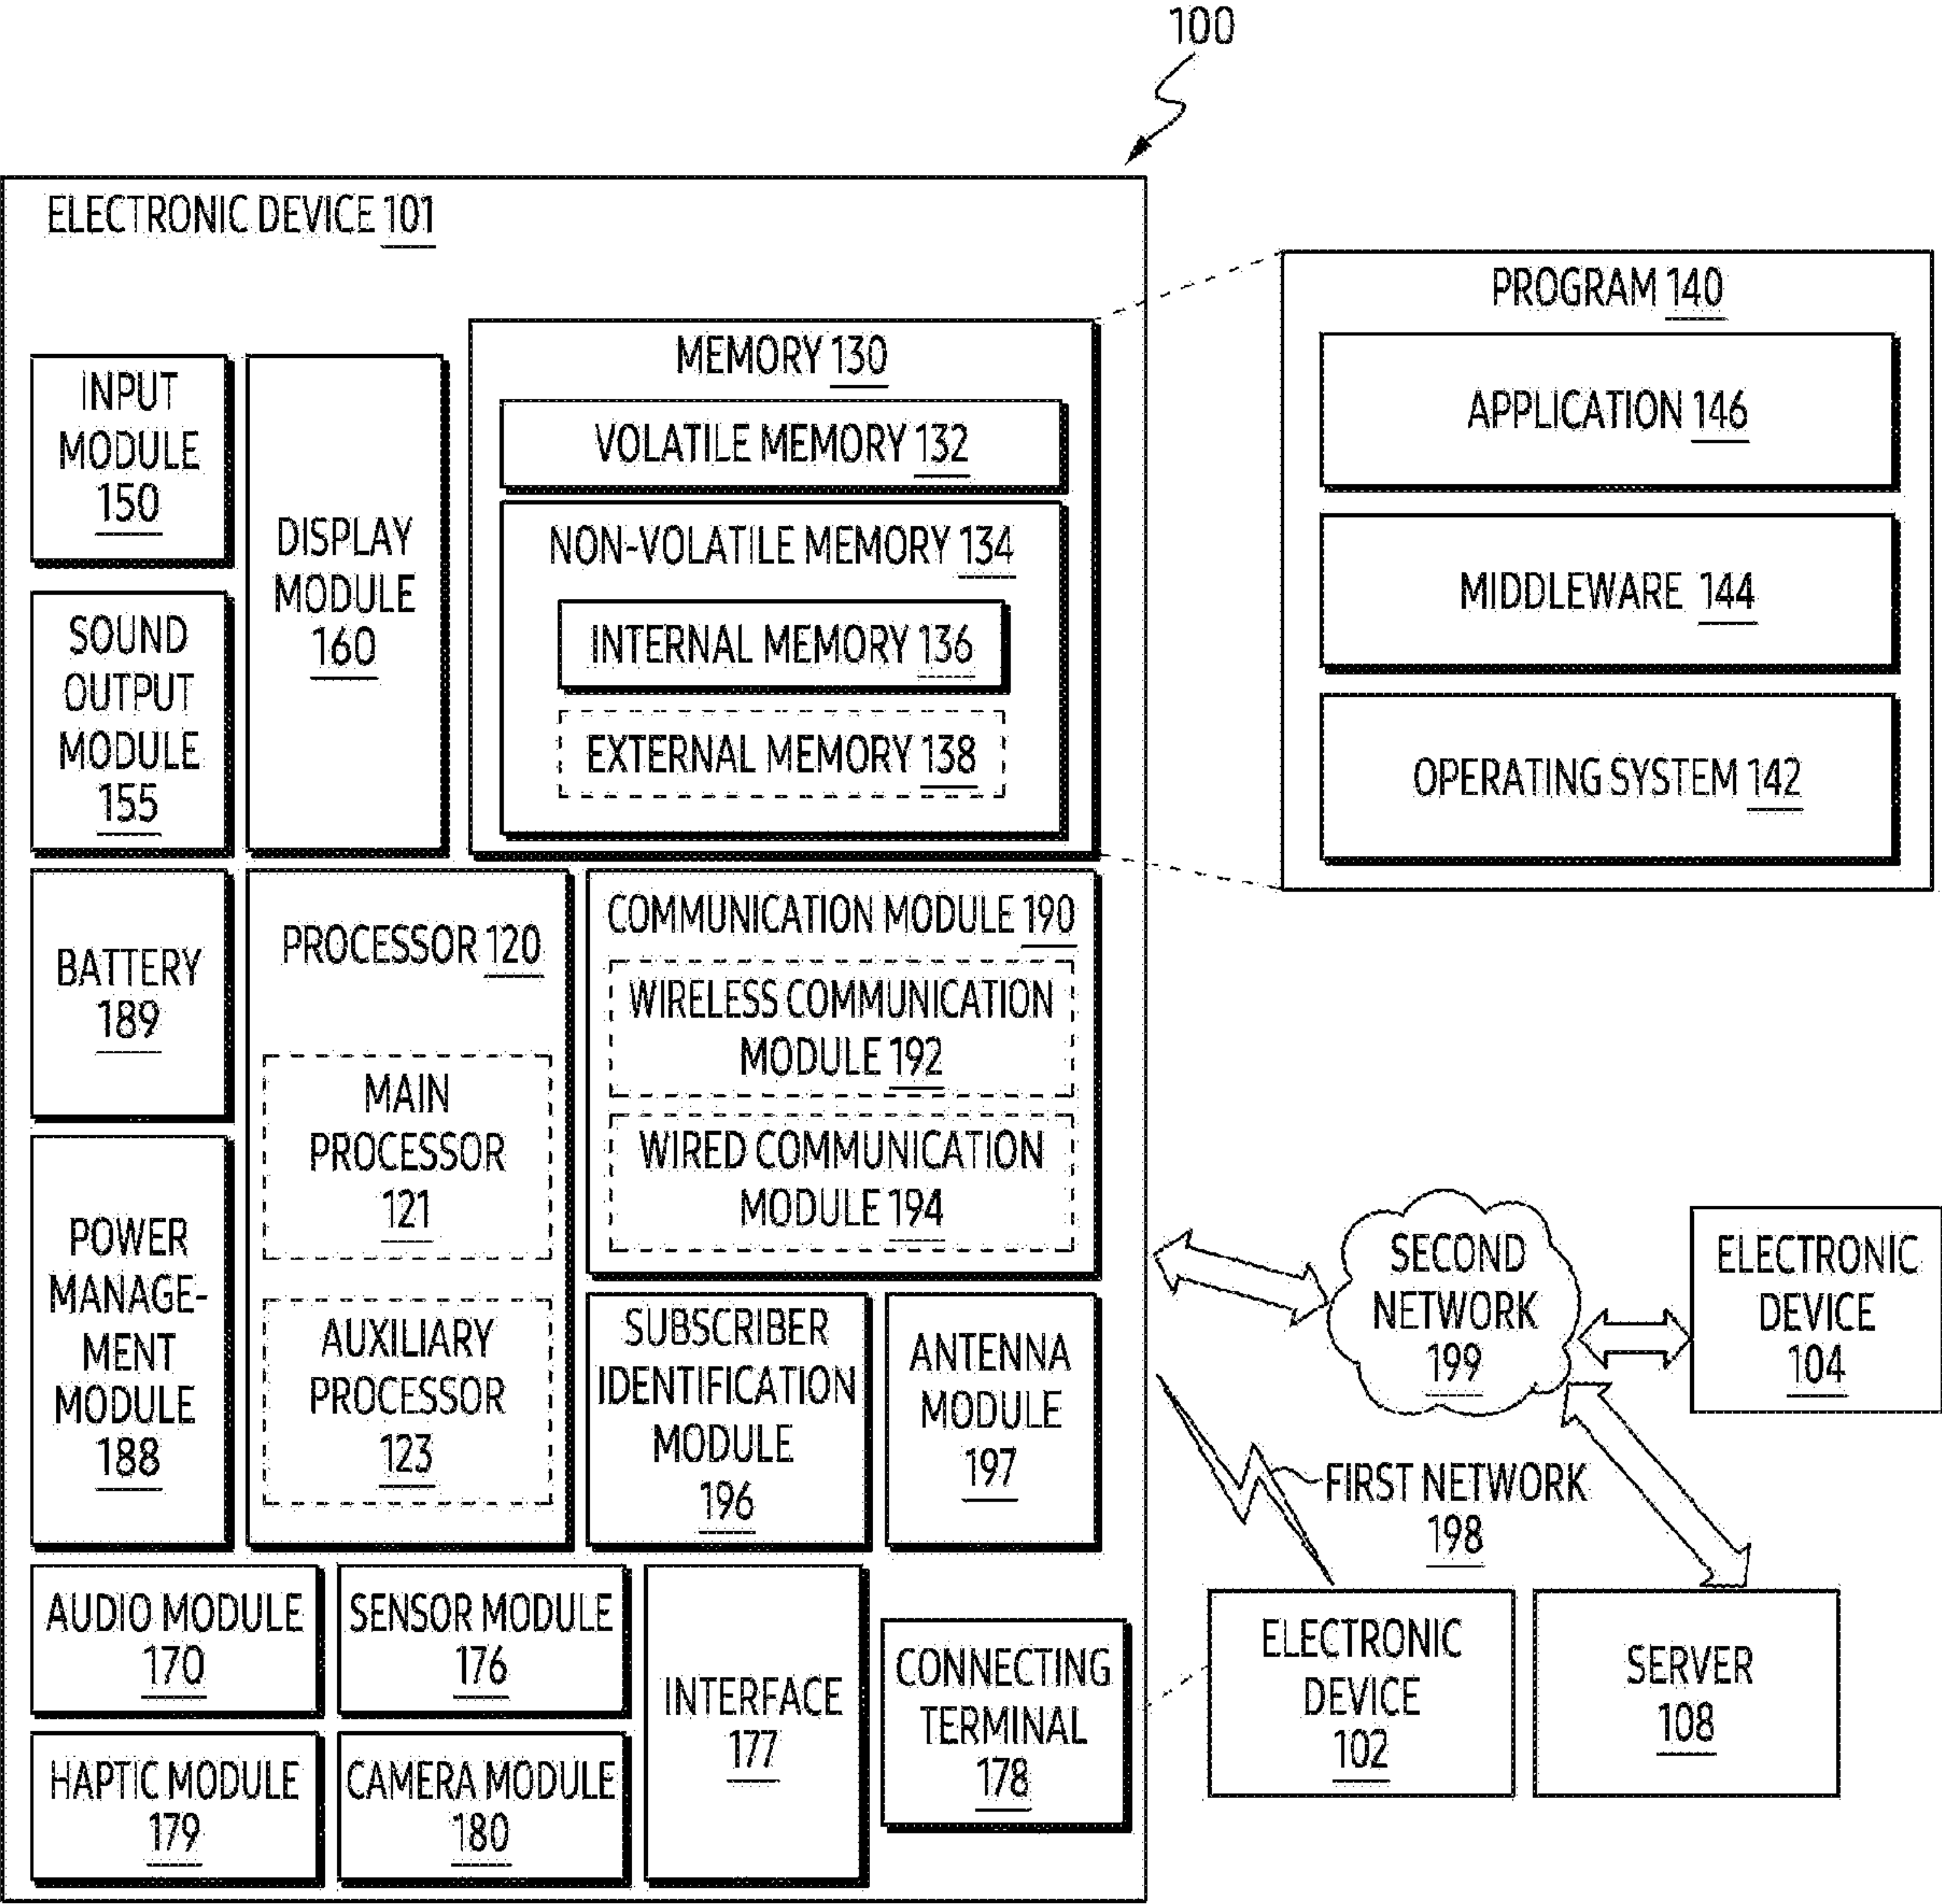 100
ELECTRONIC DEVICE 101
PROGRAM 140
APPLICATION 146
MIDDLEWARE 144
OPERATING SYSTEM 142
MEMORY 130
VOLATILE MEMORY 132
NON-VOLATILE MEMORY 134
INTERNAL MEMORY 136
EXTERNAL MEMORY 138
INPUT
MODULE
150
SOUND
OUTPUT
MODULE
155
DISPLAY
MODULE
160
BATTERY
189
POWER
MANAGE-
MENT
MODULE
188
PROCESSOR 120
MAIN
PROCESSOR
121
AUXILIARY
PROCESSOR
123
COMMUNICATION MODULE 190
WIRELESS COMMUNICATION
MODULE 192
WIRED COMMUNICATION
MODULE 194
SUBSCRIBER
IDENTIFICATION
MODULE
196
ANTENNA
MODULE
197
AUDIO MODULE
170
SENSOR MODULE
176
HAPTIC MODULE
179
CAMERA MODULE
180
INTERFACE
177
CONNECTING
TERMINAL
178
SECOND
NETWORK
199
ELECTRONIC
DEVICE
104
FIRST NETWORK
198
ELECTRONIC
DEVICE
102
SERVER
108